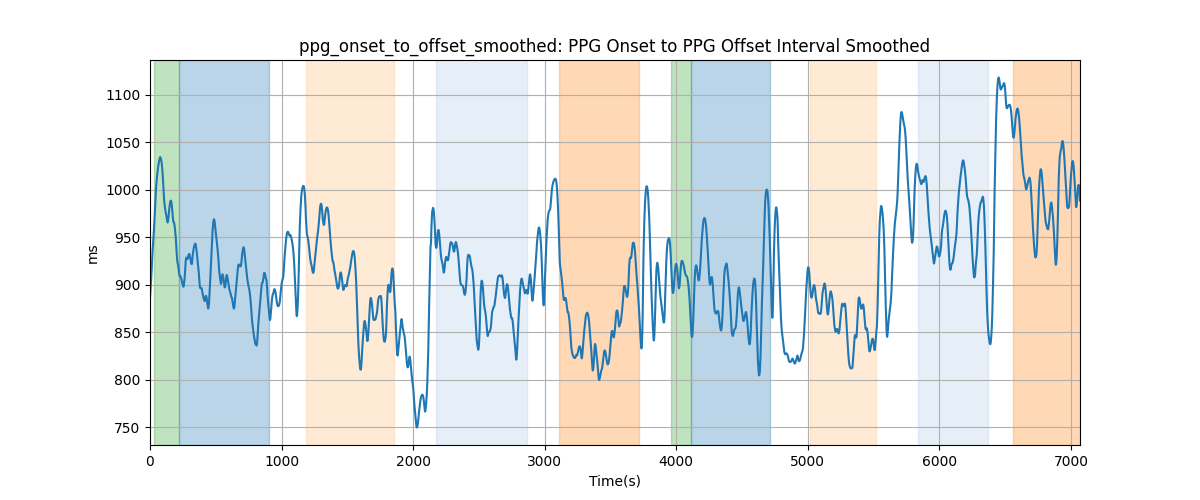 ppg_onset_to_offset_smoothed: PPG Onset to PPG Offset Interval Smoothed
1100
1050
1000
950
900
850
800
750
ms
0 1000 2000 3000 4000 5000 6000 7000
Time(s)